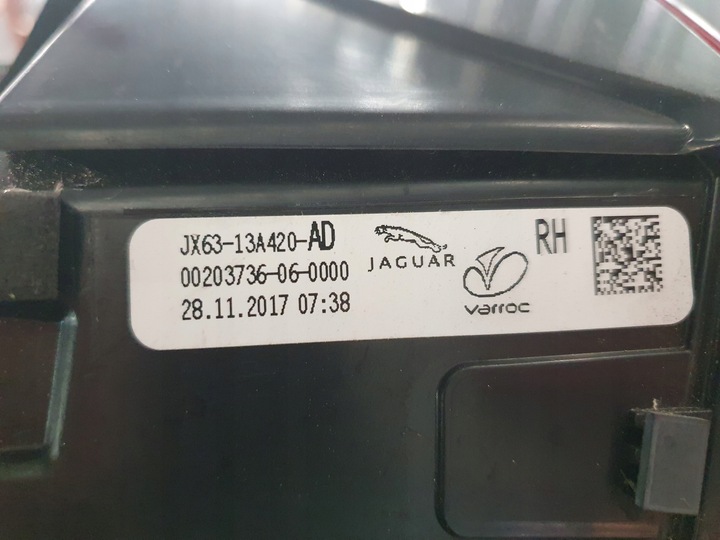 JX63-13A420-AD
00203736-06-0000
28.11.2017 07:38
JAGUAR
varroc
RH